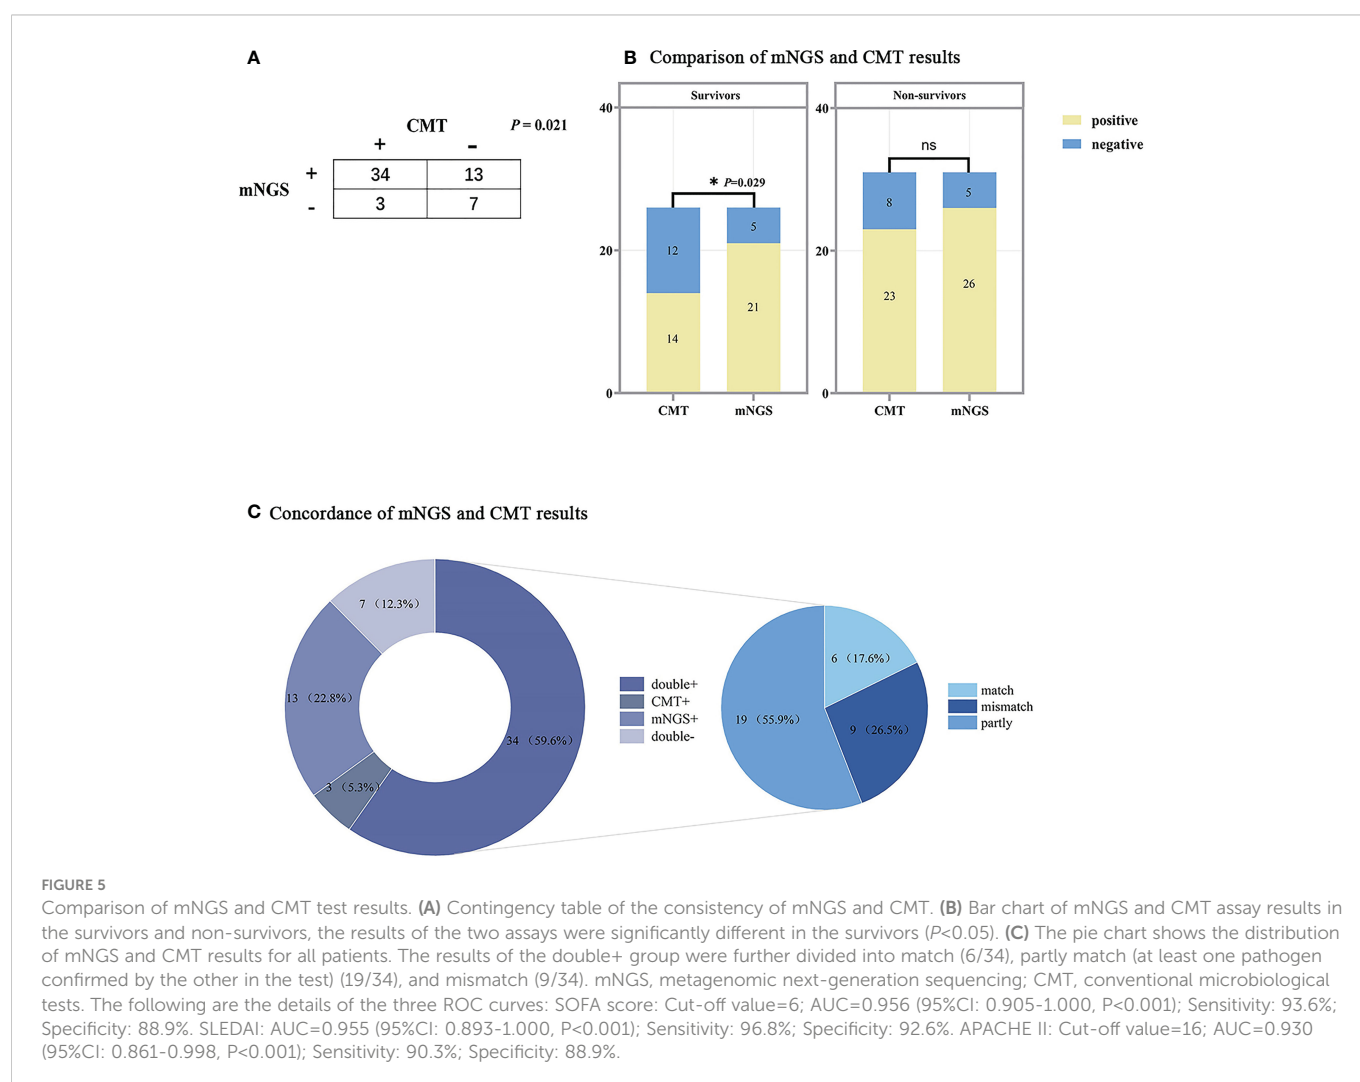 A
CMT
P = 0.021
+ -
mNGS
+ 34 13
- 3 7
B Comparison of mNGS and CMT results
Survivors
Non-survivors
40
20
0
* P=0.029
12
14
5
21
CMT
mNGS
40
20
0
ns
8
23
5
26
CMT
mNGS
positive
negative
C Concordance of mNGS and CMT results
7 (12.3%)
13 (22.8%)
3 (5.3%)
34 (59.6%)
double+
CMT+
mNGS+
double-
6 (17.6%)
19 (55.9%)
9 (26.5%)
match
mismatch
partly
FIGURE 5
Comparison of mNGS and CMT test results. (A) Contingency table of the consistency of mNGS and CMT. (B) Bar chart of mNGS and CMT assay results in
the survivors and non-survivors, the results of the two assays were significantly different in the survivors (P<0.05). (C) The pie chart shows the distribution
of mNGS and CMT results for all patients. The results of the double+ group were further divided into match (6/34), partly match (at least one pathogen
confirmed by the other in the test) (19/34), and mismatch (9/34). mNGS, metagenomic next-generation sequencing; CMT, conventional microbiological
tests. The following are the details of the three ROC curves: SOFA score: Cut-off value=6; AUC=0.956 (95%CI: 0.905-1.000, P<0.001); Sensitivity: 93.6%;
Specificity: 88.9%. SLEDAI: AUC=0.955 (95%CI: 0.893-1.000, P<0.001); Sensitivity: 96.8%; Specificity: 92.6%. APACHE II: Cut-off value=16; AUC=0.930
(95%CI: 0.861-0.998, P<0.001); Sensitivity: 90.3%; Specificity: 88.9%.